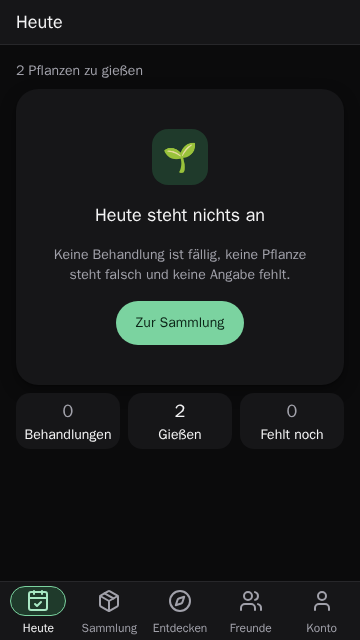 Heute
2 Pflanzen zu gießen
Heute steht nichts an
Keine Behandlung ist fällig, keine Pflanze
steht falsch und keine Angabe fehlt.
Zur Sammlung
0 2 0
Behandlungen Gießen Fehlt noch
Heute Sammlung Entdecken Freunde Konto